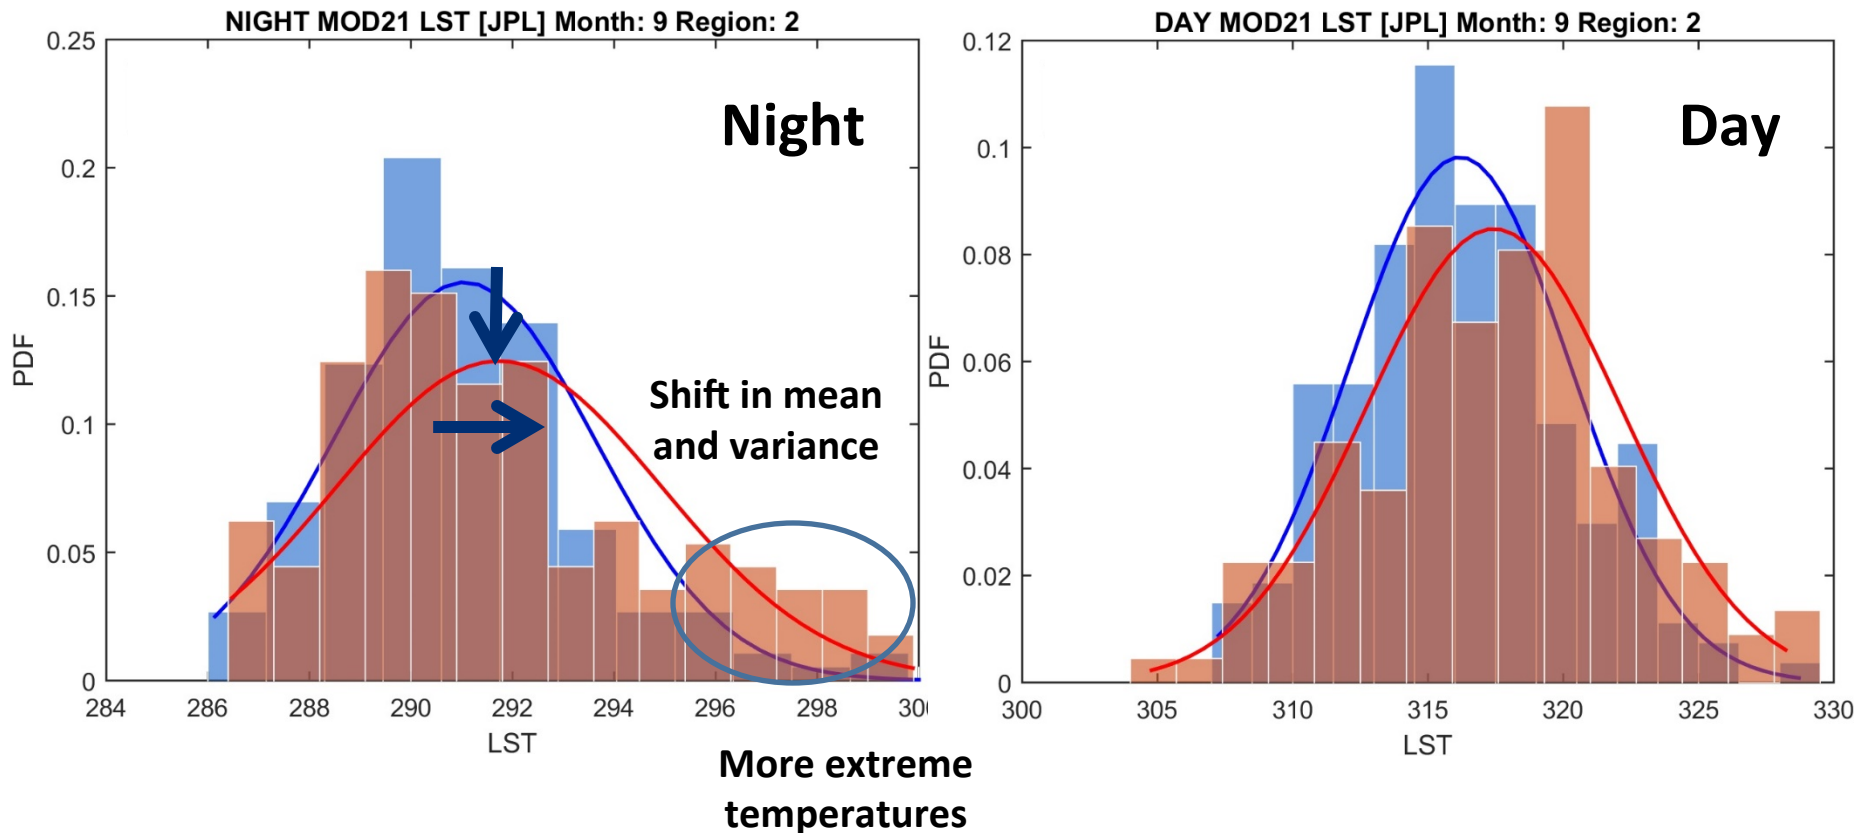 NIGHT MOD21 LST [JPL] Month: 9 Region: 2
0.25
0.2
0.15
0.1
0.05
0
PDF
Night
Shift in mean
and variance
284 286 288 290 292 294 296 298 300
LST
More extreme
temperatures
DAY MOD21 LST [JPL] Month: 9 Region: 2
0.12
0.1
0.08
0.06
0.04
0.02
0
PDF
Day
300 305 310 315 320 325 330
LST